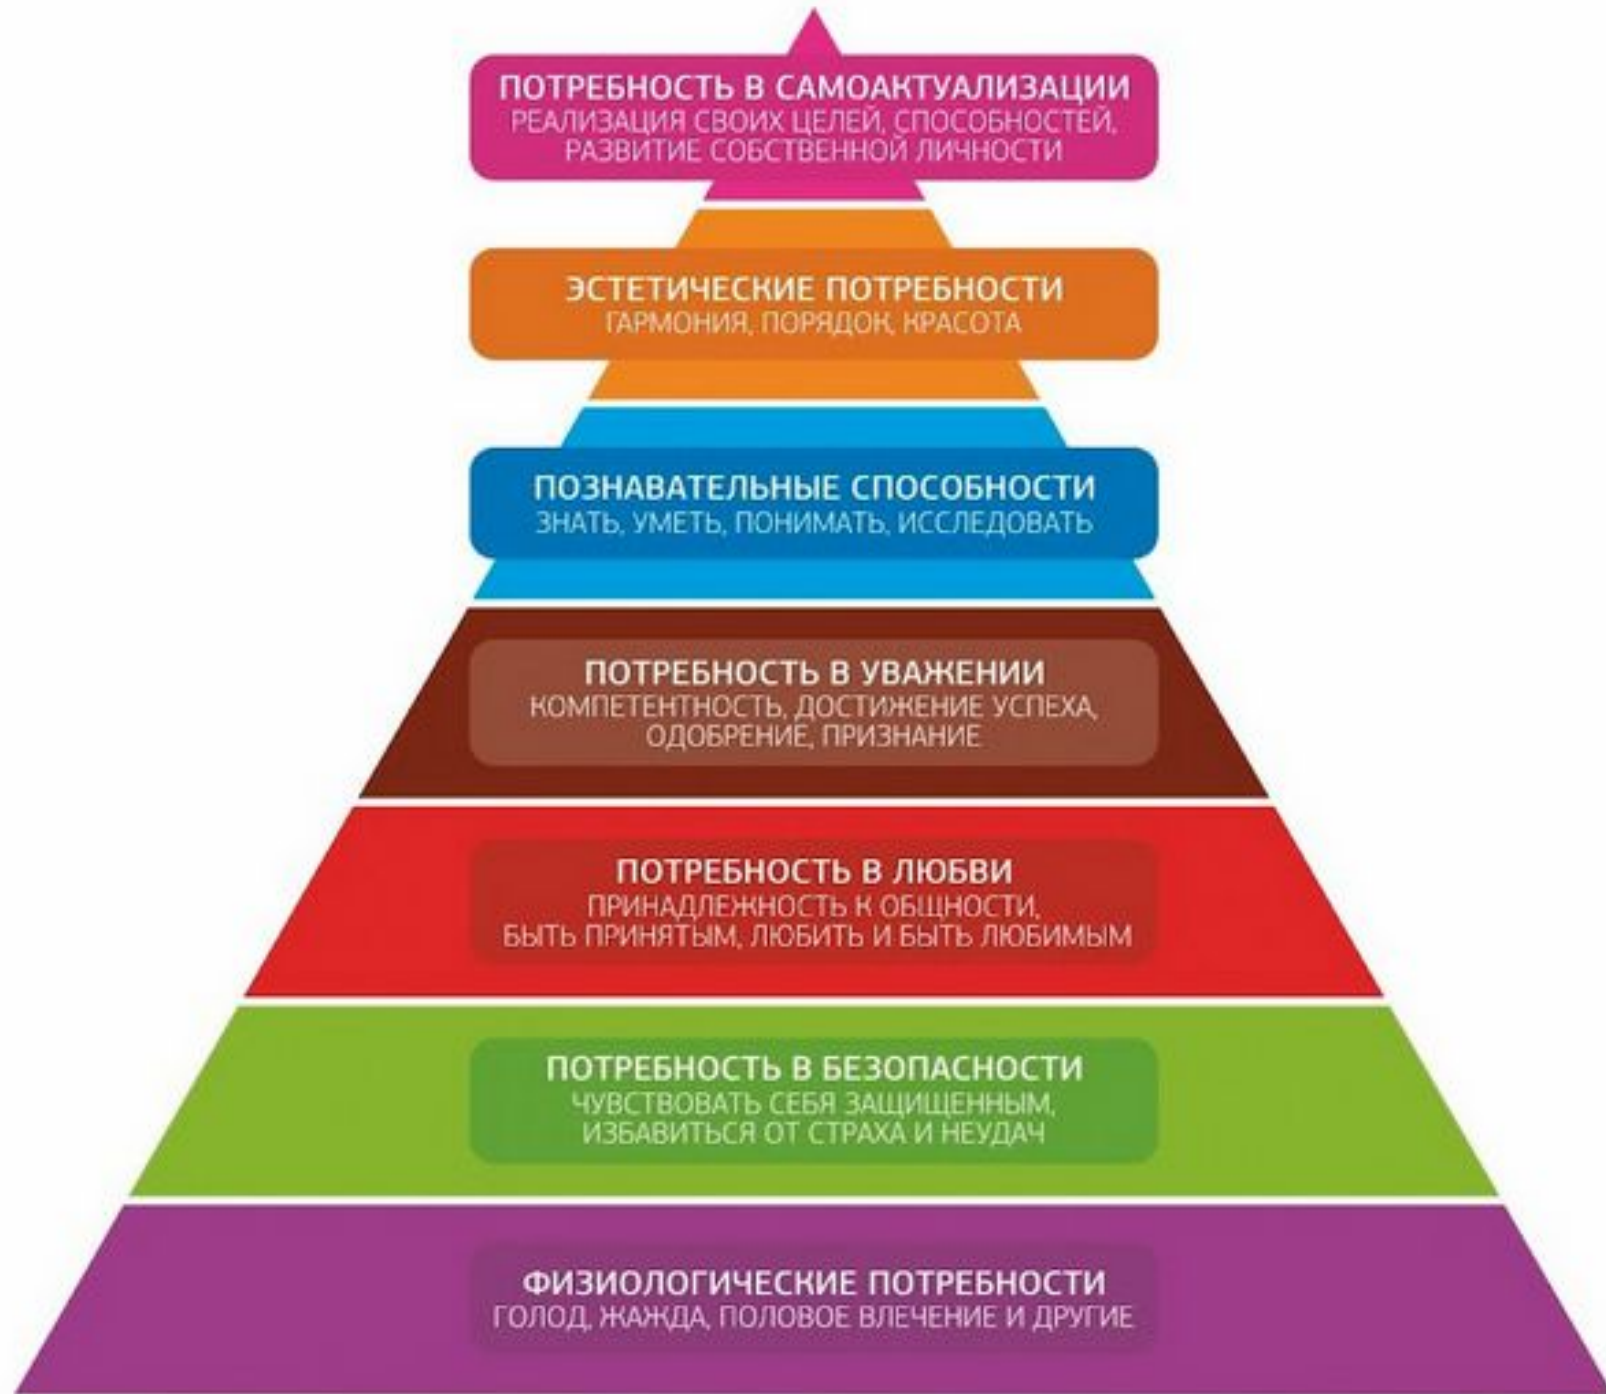 ПОТРЕБНОСТЬ В САМОАКТУАЛИЗАЦИИ
РЕАЛИЗАЦИЯ СВОИХ ЦЕЛЕЙ, СПОСОБНОСТЕЙ,
РАЗВИТИЕ СОБСТВЕННОЙ ЛИЧНОСТИ
ЭСТЕТИЧЕСКИЕ ПОТРЕБНОСТИ
ГАРМОНИЯ, ПОРЯДОК, КРАСОТА
ПОЗНАВАТЕЛЬНЫЕ СПОСОБНОСТИ
ЗНАТЬ, УМЕТЬ, ПОНИМАТЬ, ИССЛЕДОВАТЬ
ПОТРЕБНОСТЬ В УВАЖЕНИИ
КОМПЕТЕНТНОСТЬ, ДОСТИЖЕНИЕ УСПЕХА,
ОДОБРЕНИЕ, ПРИЗНАНИЕ
ПОТРЕБНОСТЬ В ЛЮБВИ
ПРИНАДЛЕЖНОСТЬ К ОБЩНОСТИ,
БЫТЬ ПРИНЯТЫМ, ЛЮБИТЬ И БЫТЬ ЛЮБИМЫМ
ПОТРЕБНОСТЬ В БЕЗОПАСНОСТИ
ЧУВСТВОВАТЬ СЕБЯ ЗАЩИЩЕННЫМ,
ИЗБАВИТЬСЯ ОТ СТРАХА И НЕУДАЧ
ФИЗИОЛОГИЧЕСКИЕ ПОТРЕБНОСТИ
ГОЛОД, ЖАЖДА, ПОЛОВОЕ ВЛЕЧЕНИЕ И ДРУГИЕ